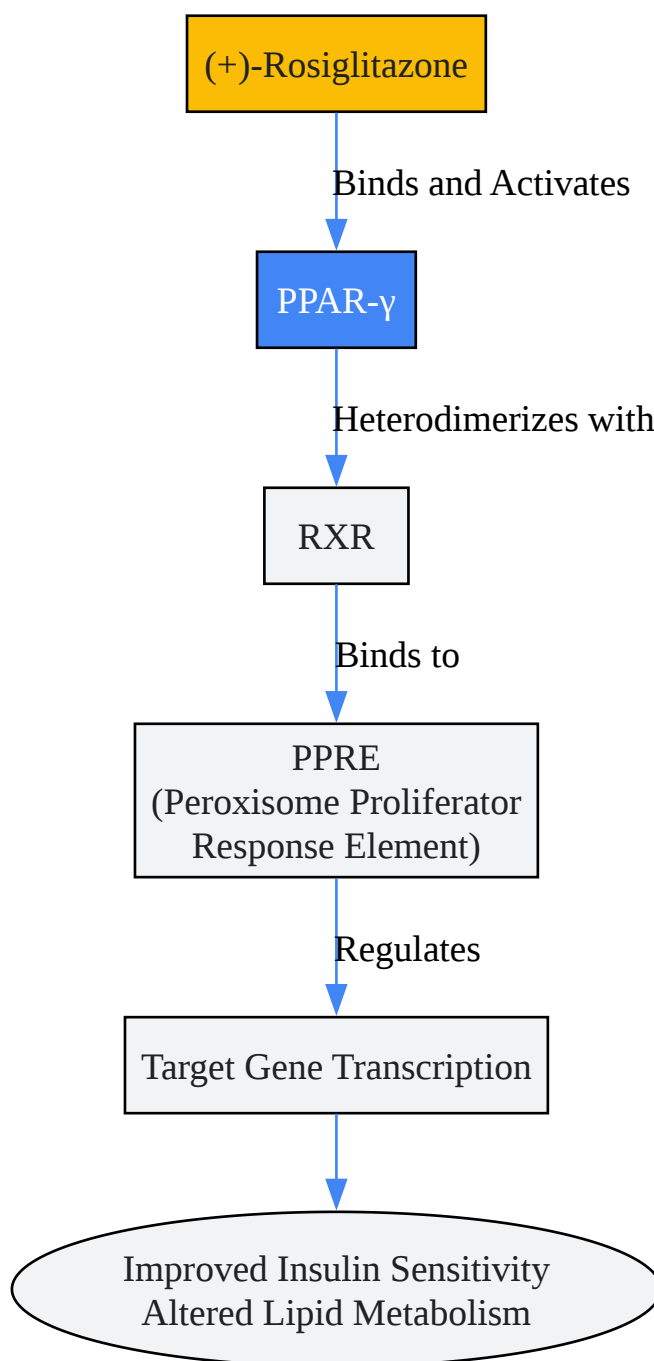 (+)-Rosiglitazone
Binds and Activates
PPAR-γ
Heterodimerizes with
RXR
Binds to
PPRE
(Peroxisome Proliferator
Response Element)
Regulates
Target Gene Transcription
Improved Insulin Sensitivity
Altered Lipid Metabolism